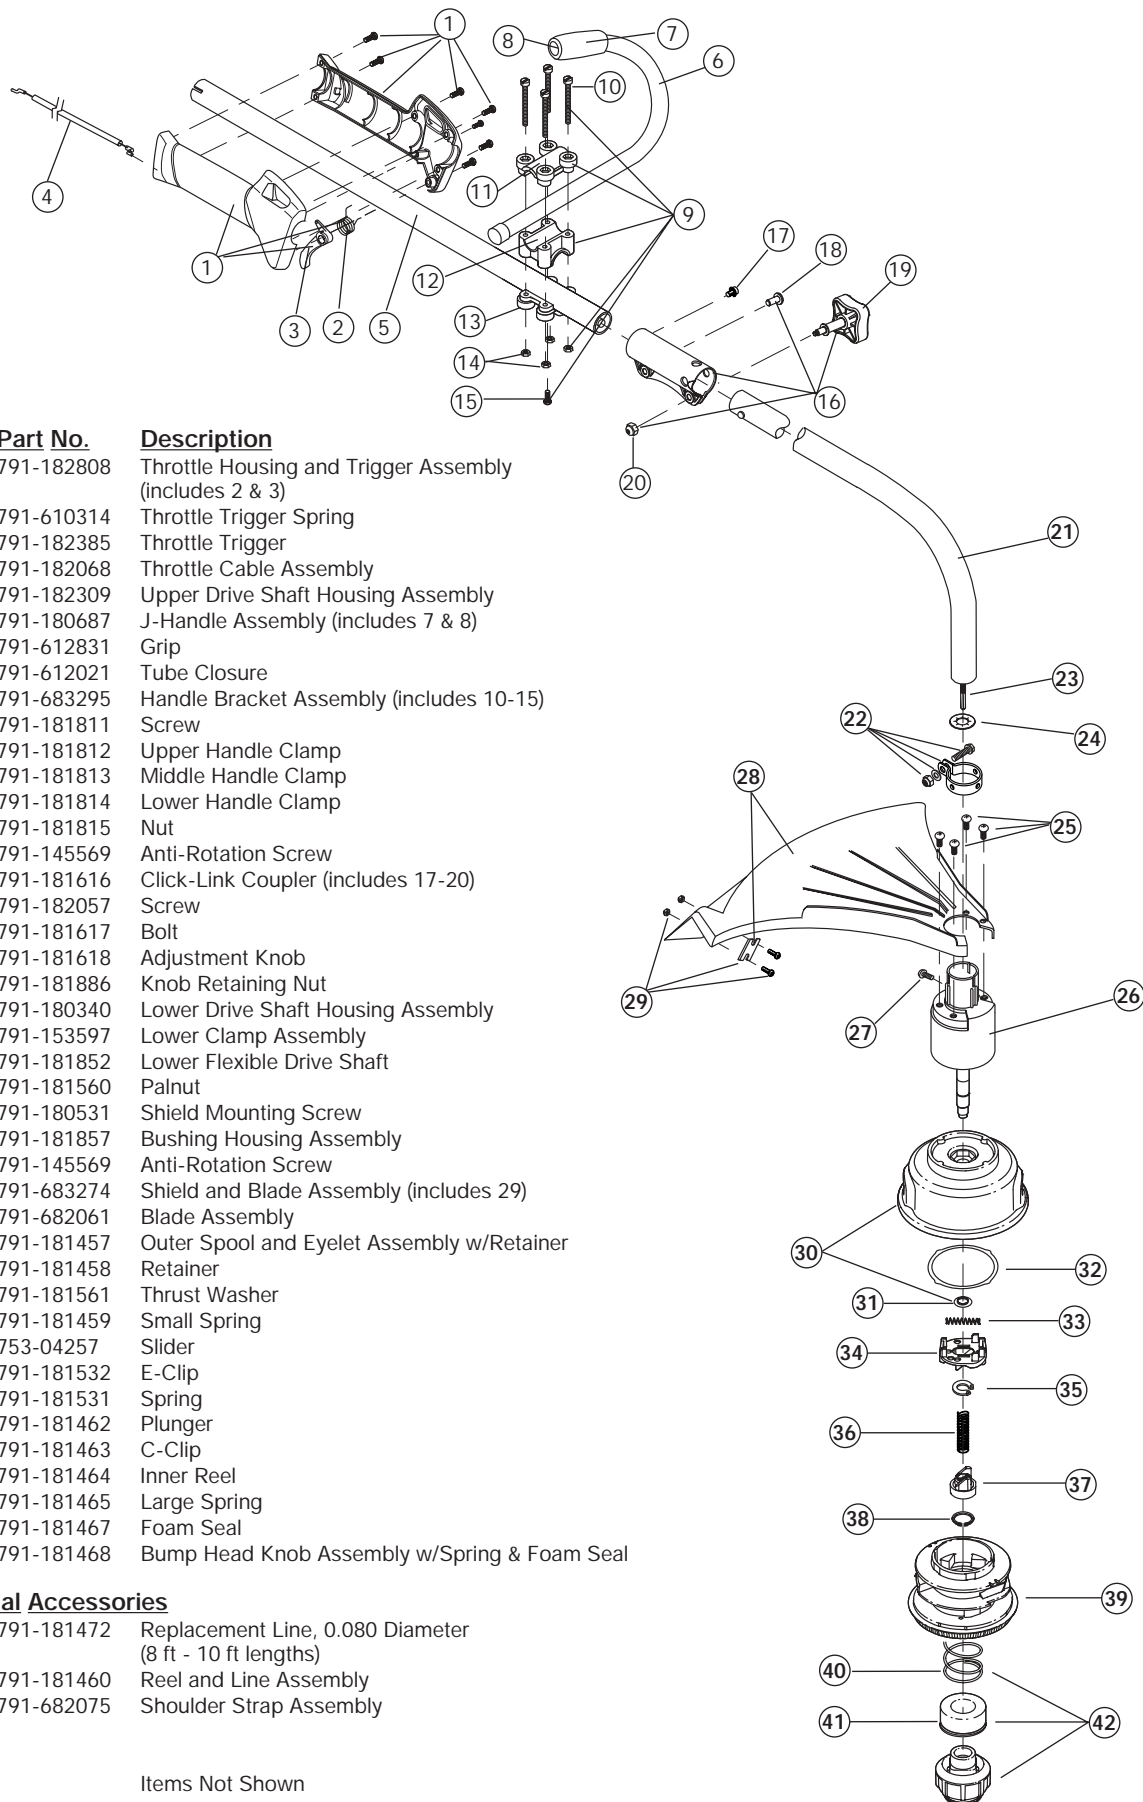 1
8
7
6
10
4
11
9
1
12
17
18
19
3
2
5
13
14
16
15
20
Part No. Description
791-182808 Throttle Housing and Trigger Assembly
(includes 2 & 3)
791-610314 Throttle Trigger Spring
791-182385 Throttle Trigger
791-182068 Throttle Cable Assembly
791-182309 Upper Drive Shaft Housing Assembly
791-180687 J-Handle Assembly (includes 7 & 8)
791-612831 Grip
791-612021 Tube Closure
791-683295 Handle Bracket Assembly (includes 10-15)
791-181811 Screw
791-181812 Upper Handle Clamp
791-181813 Middle Handle Clamp
791-181814 Lower Handle Clamp
791-181815 Nut
791-145569 Anti-Rotation Screw
791-181616 Click-Link Coupler (includes 17-20)
791-182057 Screw
791-181617 Bolt
791-181618 Adjustment Knob
791-181886 Knob Retaining Nut
791-180340 Lower Drive Shaft Housing Assembly
791-153597 Lower Clamp Assembly
791-181852 Lower Flexible Drive Shaft
791-181560 Palnut
791-180531 Shield Mounting Screw
791-181857 Bushing Housing Assembly
791-145569 Anti-Rotation Screw
791-683274 Shield and Blade Assembly (includes 29)
791-682061 Blade Assembly
791-181457 Outer Spool and Eyelet Assembly w/Retainer
791-181458 Retainer
791-181561 Thrust Washer
791-181459 Small Spring
753-04257 Slider
791-181532 E-Clip
791-181531 Spring
791-181462 Plunger
791-181463 C-Clip
791-181464 Inner Reel
791-181465 Large Spring
791-181467 Foam Seal
791-181468 Bump Head Knob Assembly w/Spring & Foam Seal
al Accessories
791-181472 Replacement Line, 0.080 Diameter
(8 ft - 10 ft lengths)
791-181460 Reel and Line Assembly
791-682075 Shoulder Strap Assembly
Items Not Shown
21
23
22
24
28
25
29
27
26
30
32
31
33
34
35
36
37
38
39
40
41
42